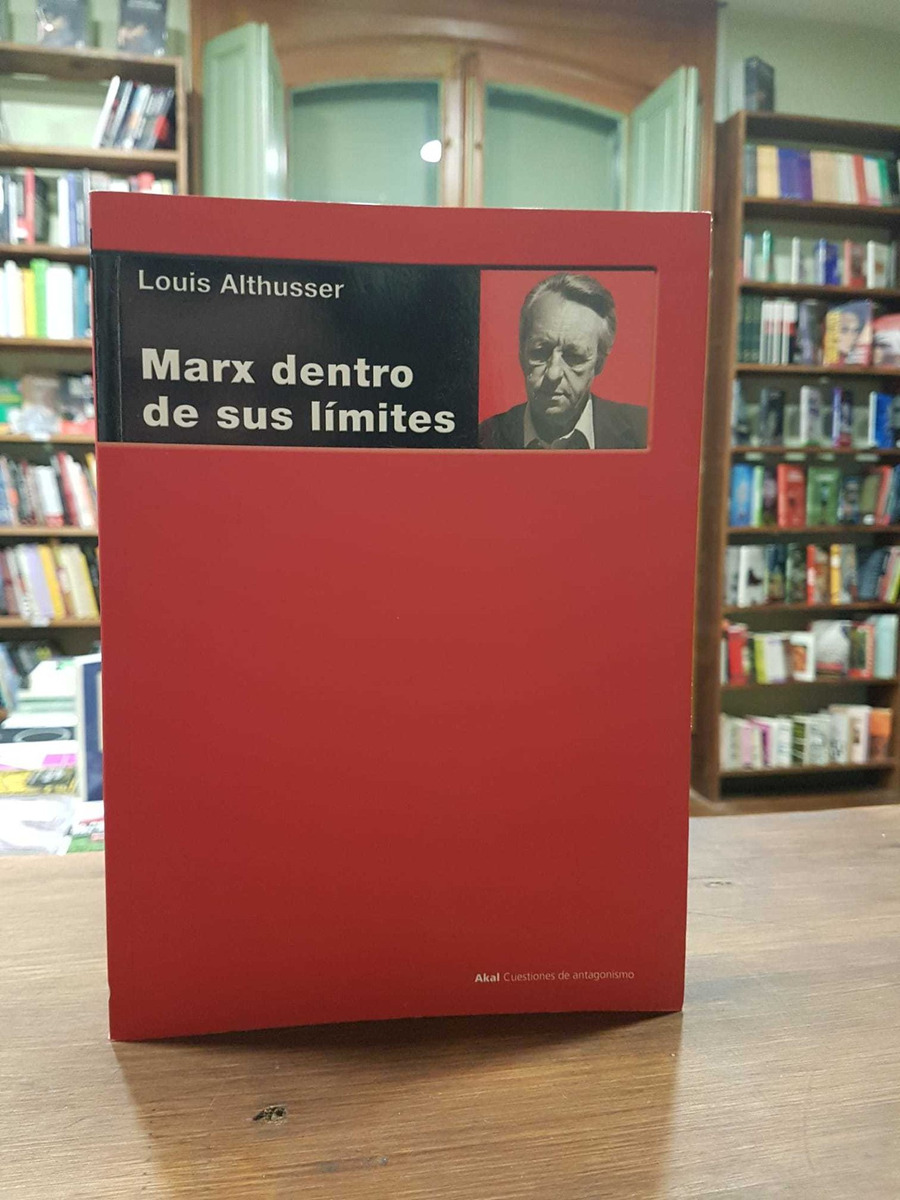 Louis Althusser
Marx dentro
de sus límites
Akal Cuestiones de antagonismo